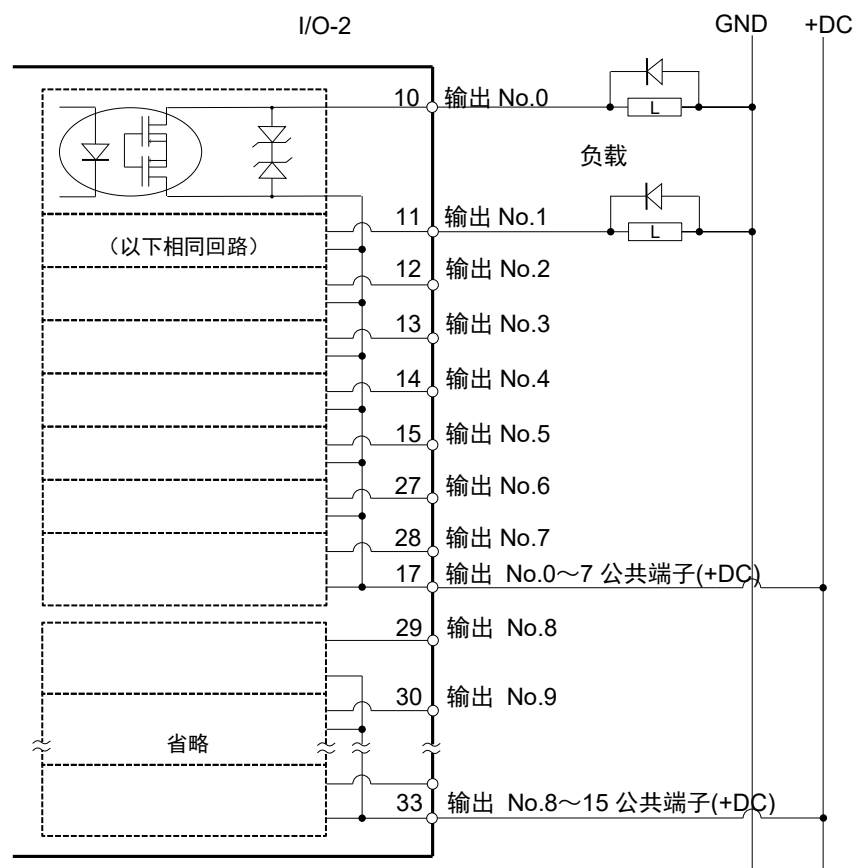 I/O-2 GND +DC
10 输出 No.0
L
负载
11 输出 No.1
L
（以下相同回路）
12 输出 No.2
13 输出 No.3
14 输出 No.4
15 输出 No.5
27 输出 No.6
28 输出 No.7
17 输出 No.0～7 公共端子(+DC)
29 输出 No.8
30 输出 No.9
省略
33 输出 No.8～15 公共端子(+DC)